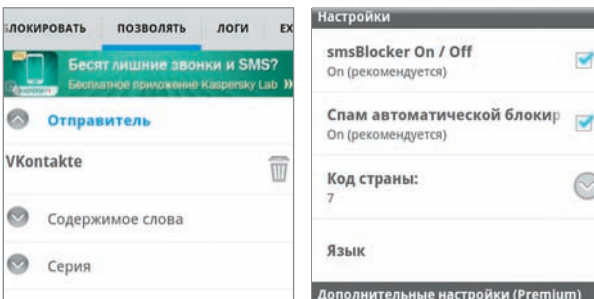 БЛОКИРОВАТЬ ПОЗВОЛЯТЬ ЛОГИ EX
Бесят лишние звонки и SMS?
Бесплатное приложение Kaspersky Lab »
Отправитель
VKontakte
Содержимое слова
Серия
Настройки
smsBlocker On / Off
On (рекомендуется)
Спам автоматической блокир
On (рекомендуется)
Код страны:
7
Язык
Дополнительные настройки (Premium)